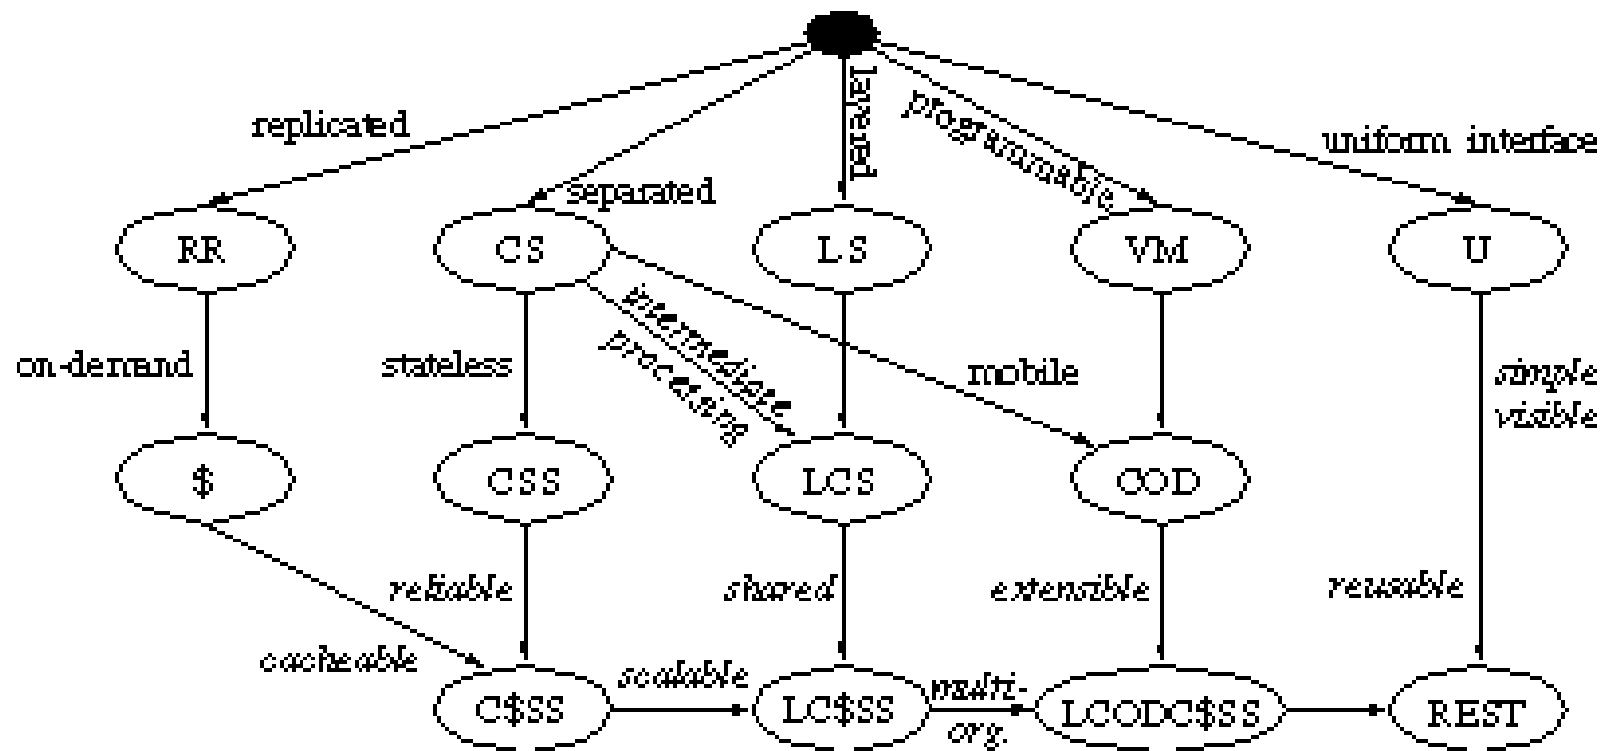 layered
programmable
replicated
uniform interface
separated
RR
CS
LS
VM
U
intermediate
processing
on-demand
stateless
mobile
simple
visible
$
CSS
LCS
COD
reliable
shared
extensible
reusable
cacheable
scalable
multi-
org.
C$SS
LC$SS
LCODC$SS
REST